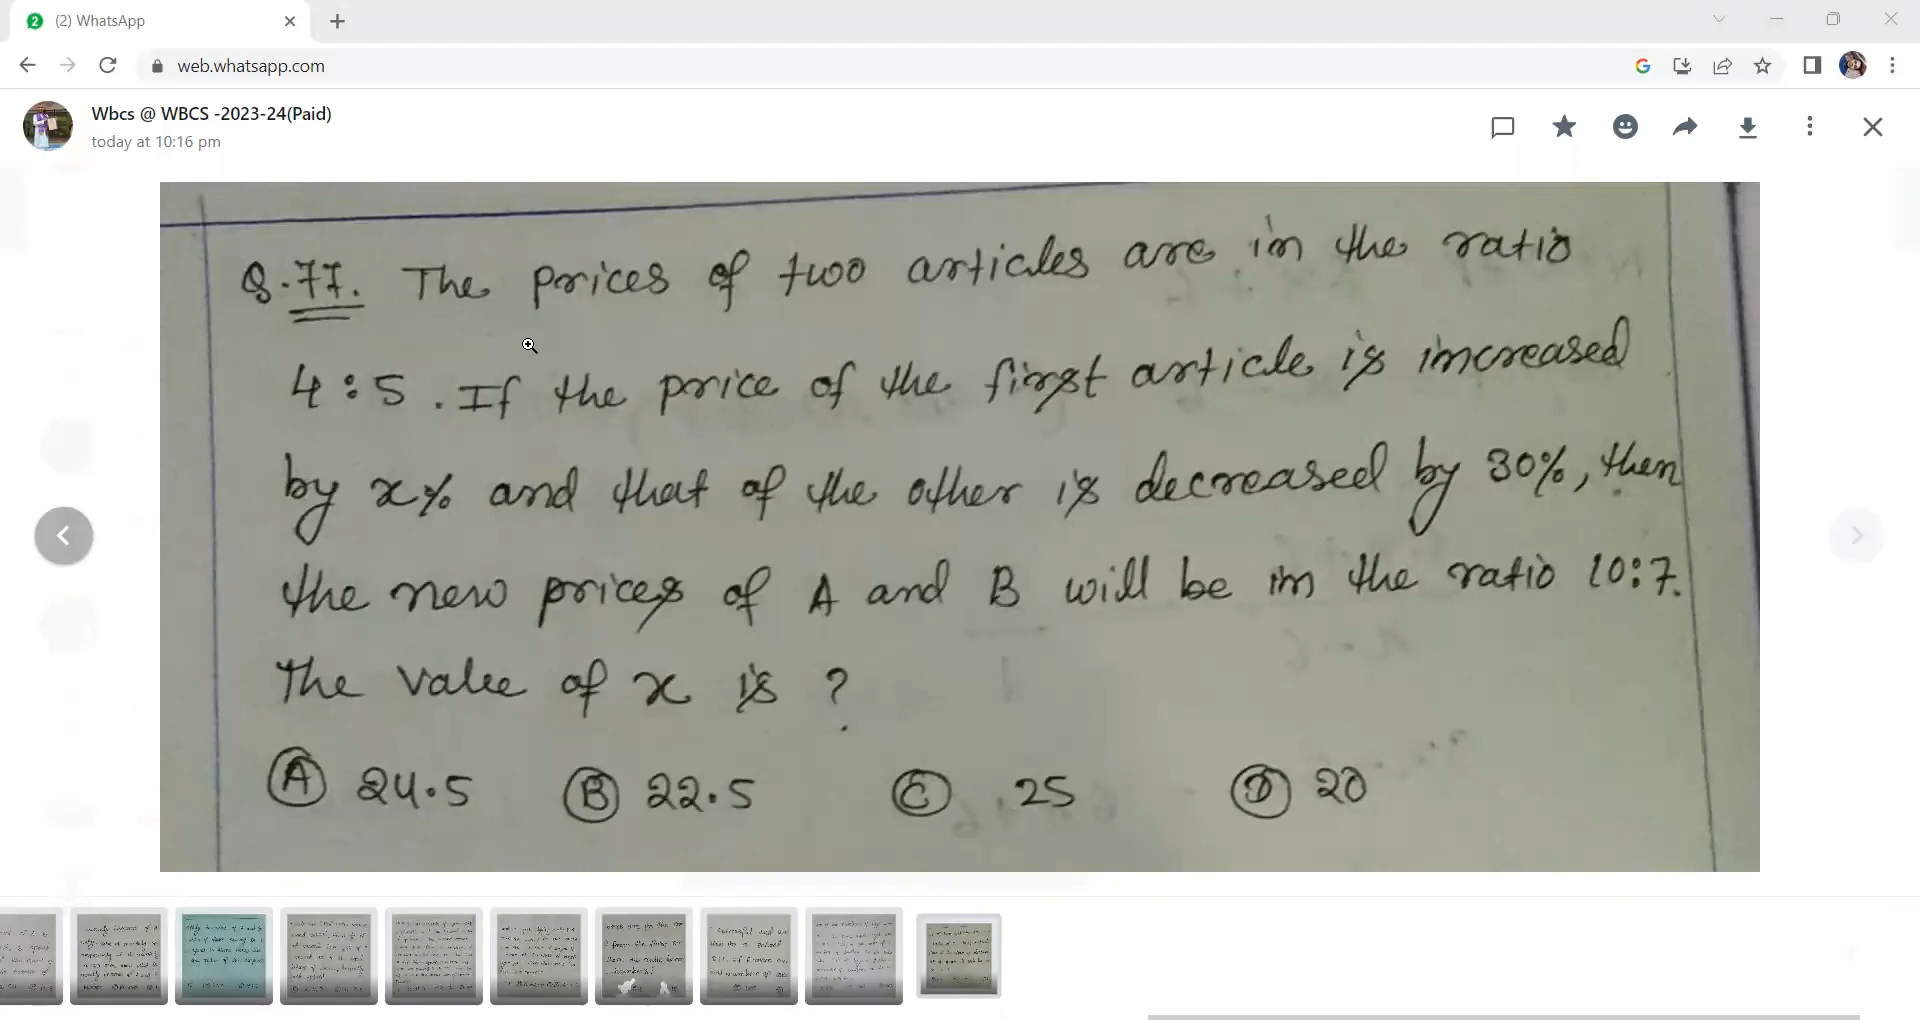 (2) WhatsApp
web.whatsapp.com
Wbcs @ WBCS -2023-24(Paid)
today at 10:16 pm
Q.77. The prices of two articles are in the ratio
4:5. If the price of the first article is increased
by x% and that of the other is decreased by 30%, then
the new prices of A and B will be in the ratio 10:7.
The value of x is ?
Ⓐ 24.5 Ⓑ 22.5 Ⓒ 25 Ⓓ 20